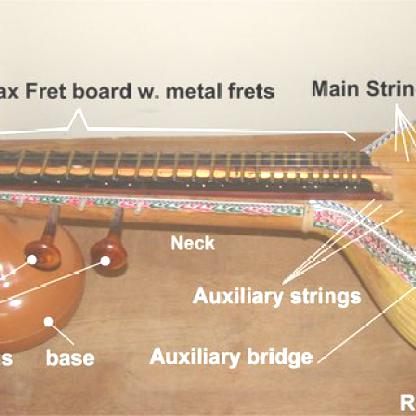 ax Fret board w. metal frets
Main Strin
Neck
Auxiliary strings
s
base
Auxiliary bridge
R